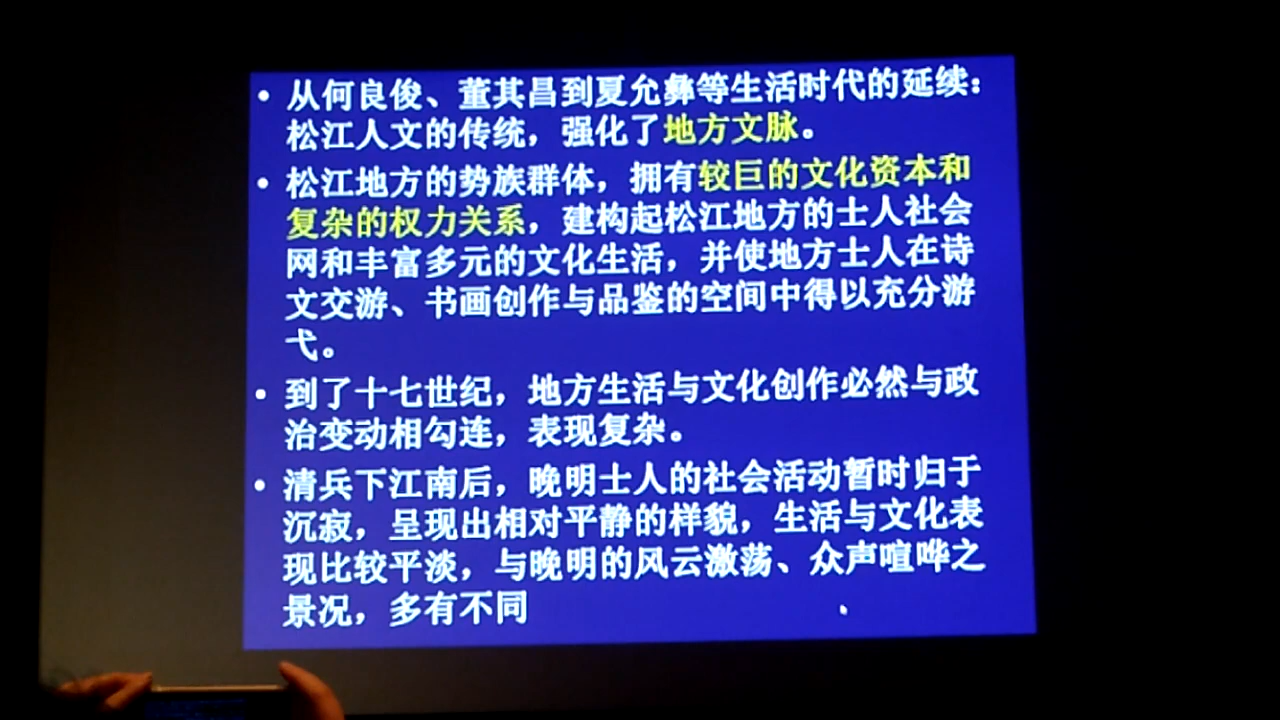 • 从何良俊、董其昌到夏允彝等生活时代的延续：
松江人文的传统，强化了地方文脉。
• 松江地方的势族群体，拥有较巨的文化资本和
复杂的权力关系，建构起松江地方的士人社会
网和丰富多元的文化生活，并使地方士人在诗
文交游、书画创作与品鉴的空间中得以充分游
弋。
• 到了十七世纪，地方生活与文化创作必然与政
治变动相勾连，表现复杂。
• 清兵下江南后，晚明士人的社会活动暂时归于
沉寂，呈现出相对平静的样貌，生活与文化表
现比较平淡，与晚明的风云激荡、众声喧哗之
景况，多有不同